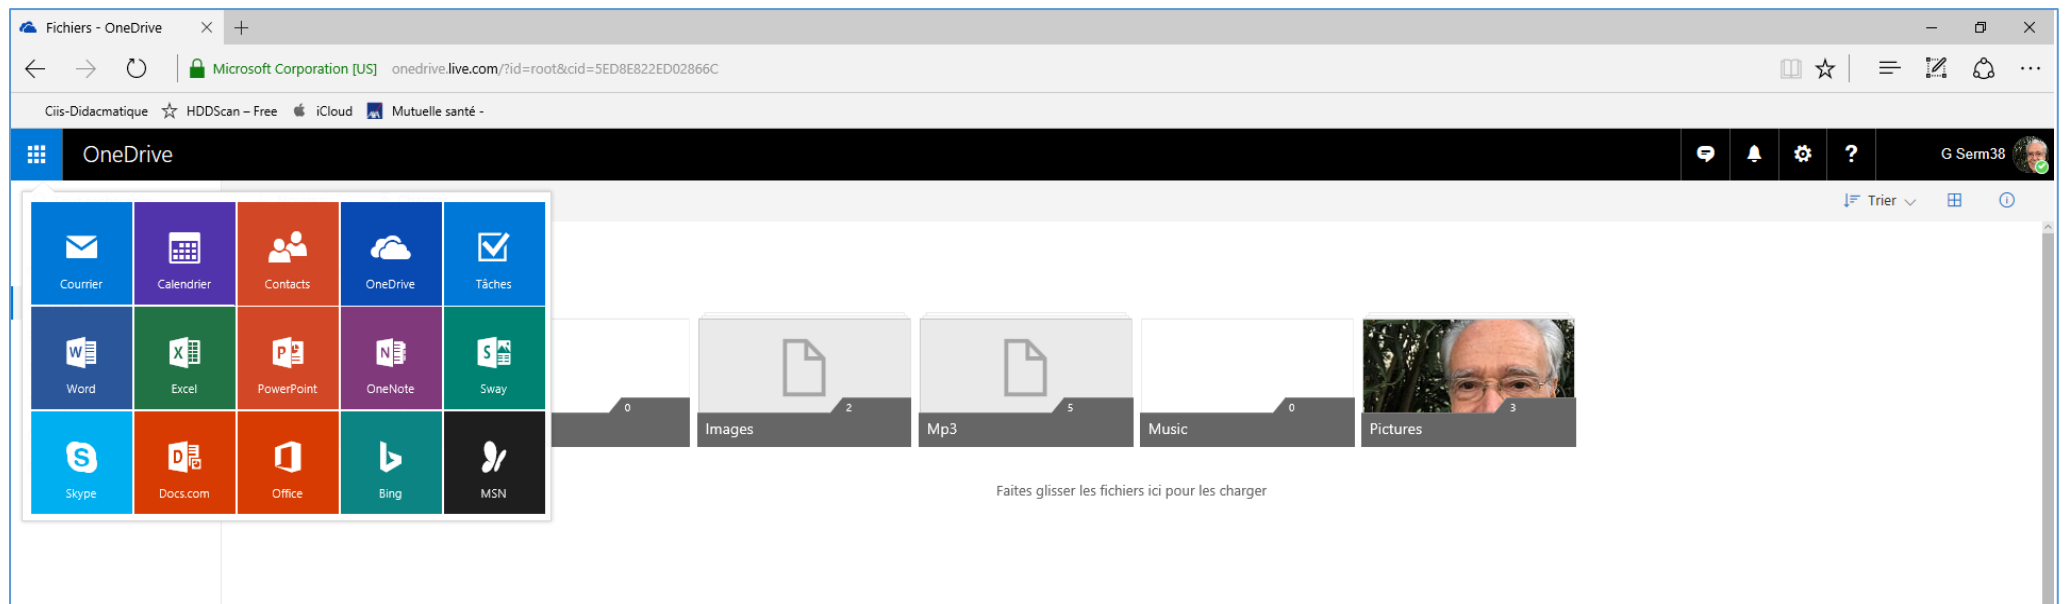 Fichiers - OneDrive
Microsoft Corporation [US] onedrive.live.com/?id=root&cid=5ED8E822ED02866C
Ciis-Didacmatique HDDScan – Free iCloud Mutuelle santé -
OneDrive G Serm38
Trier
Courrier Calendrier Contacts OneDrive Tâches
Word Excel PowerPoint OneNote Sway
0 2 5 0 3
Images Mp3 Music Pictures
Skype Docs.com Office Bing MSN
Faites glisser les fichiers ici pour les charger